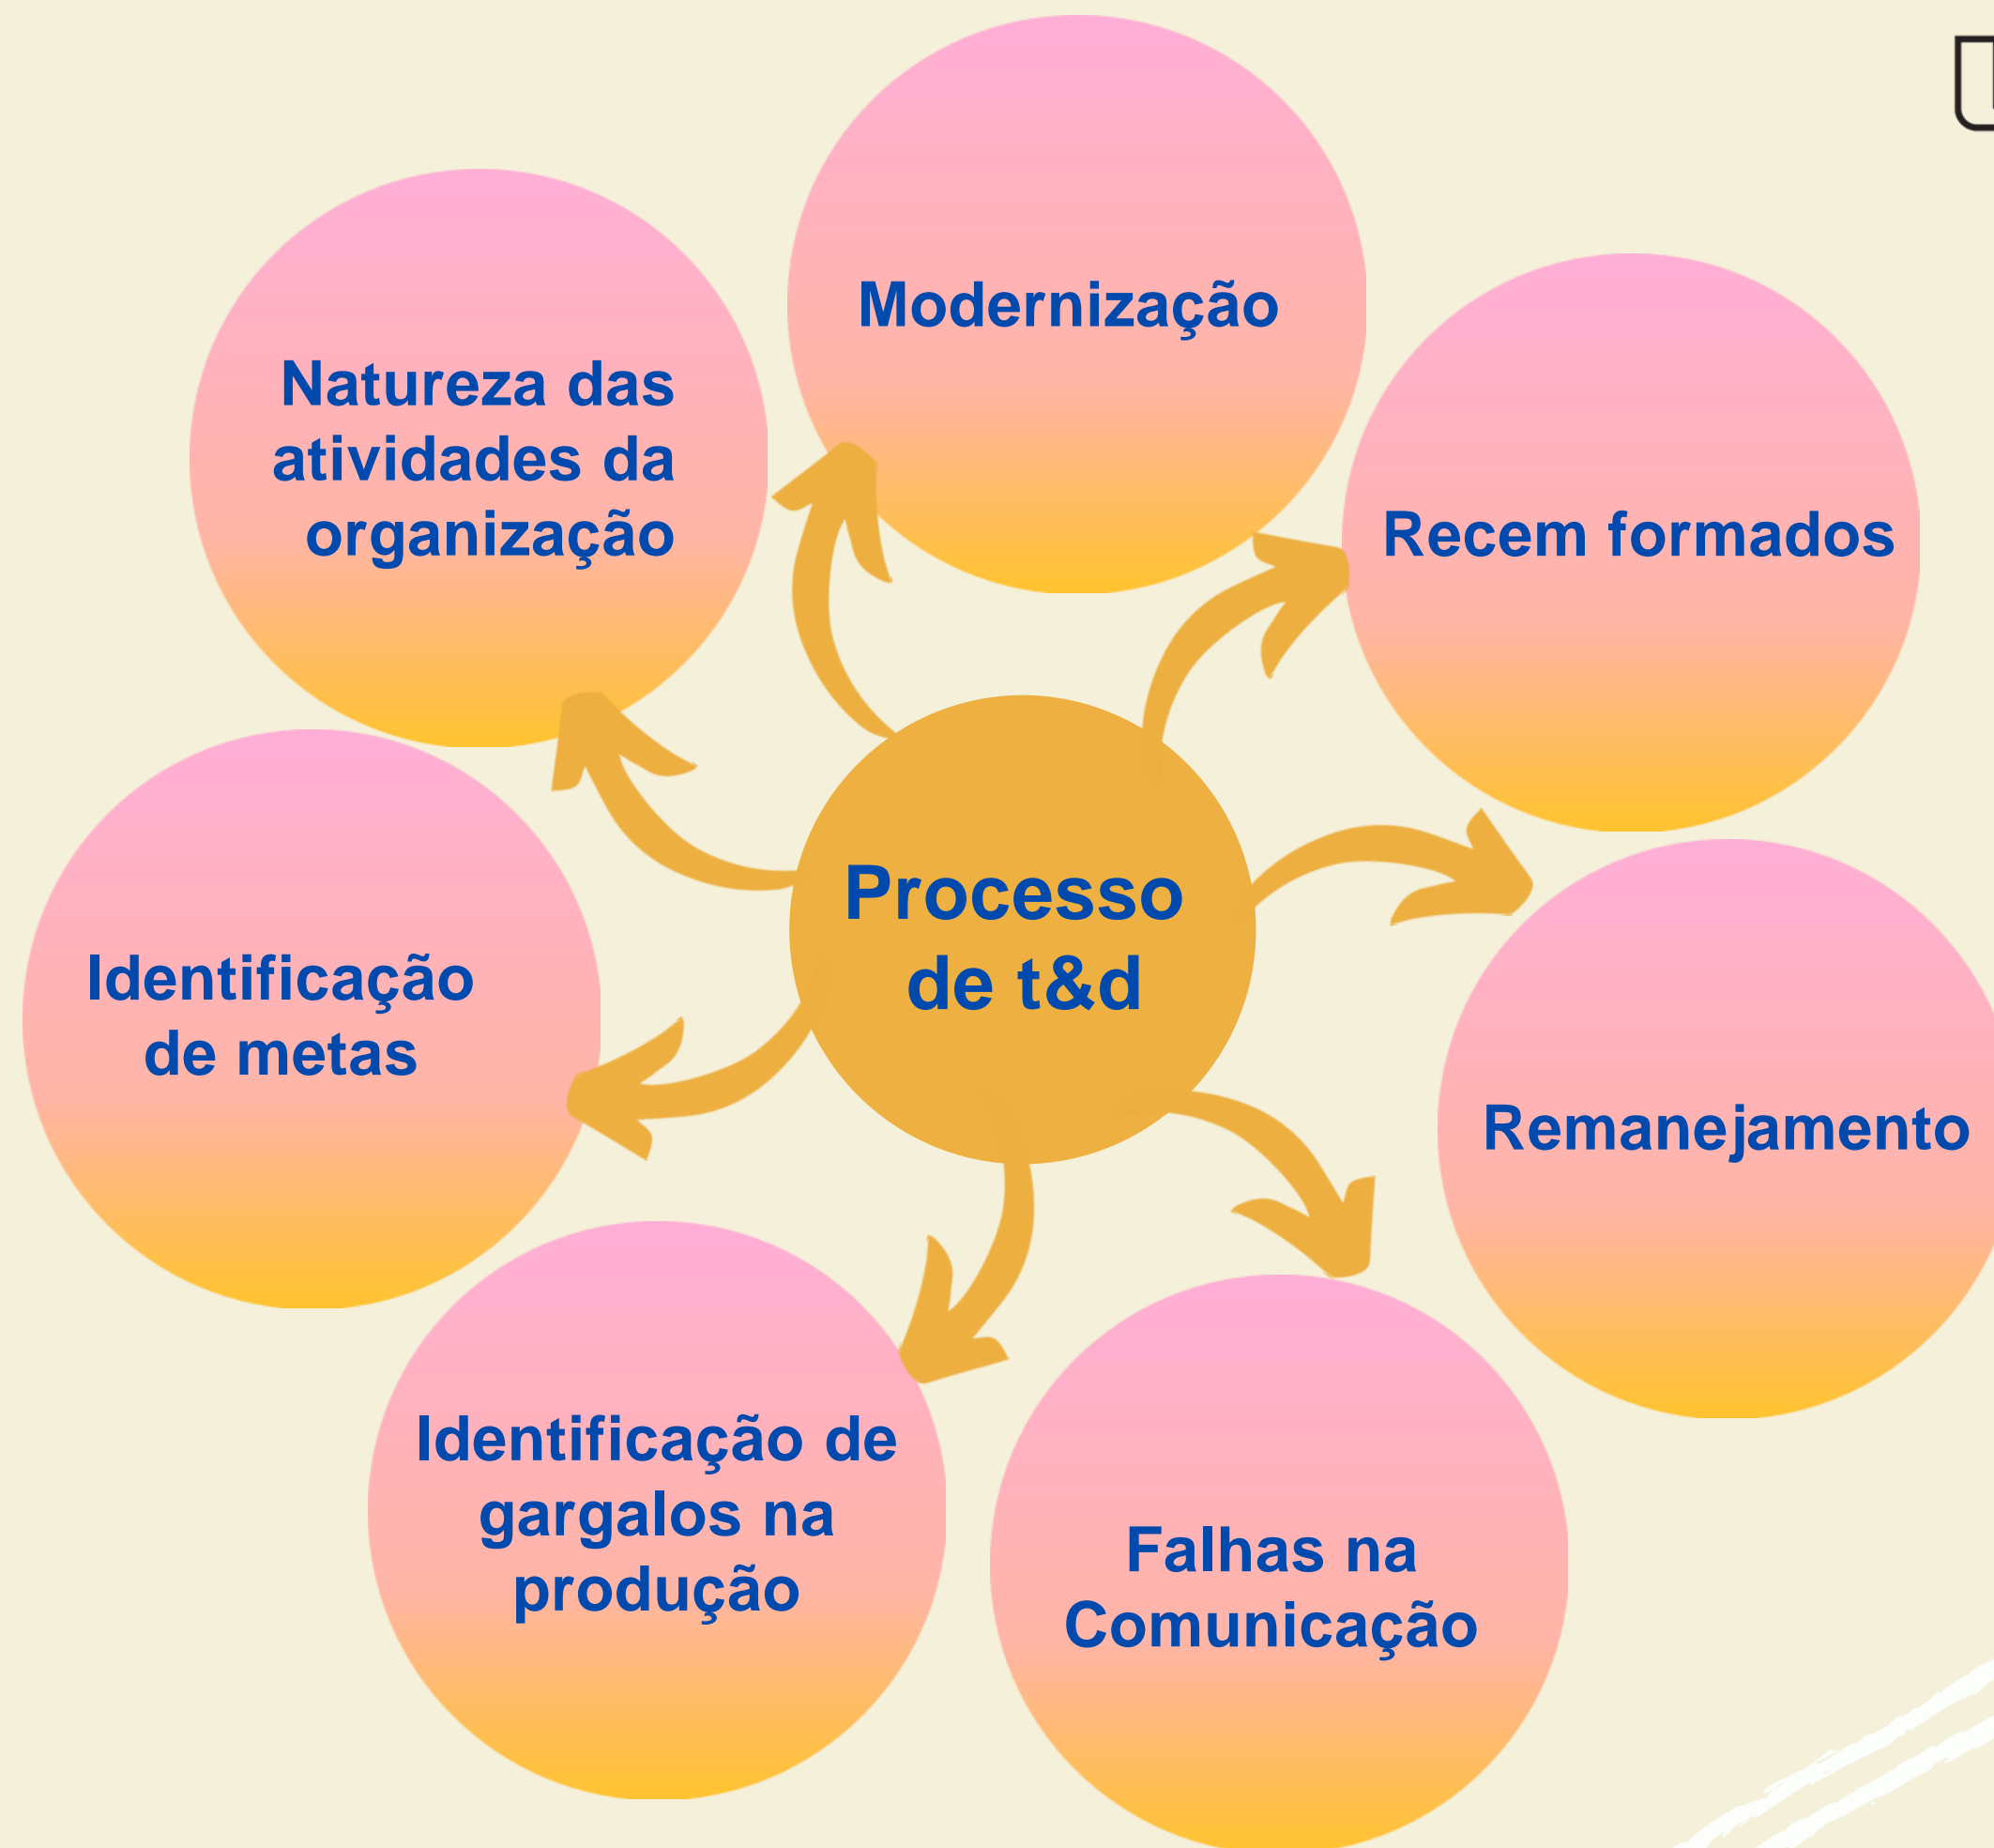 Modernização
Natureza das
atividades da
organização
Recem formados
Processo
de t&d
Identificação
de metas
Remanejamento
Identificação de
gargalos na
produção
Falhas na
Comunicação